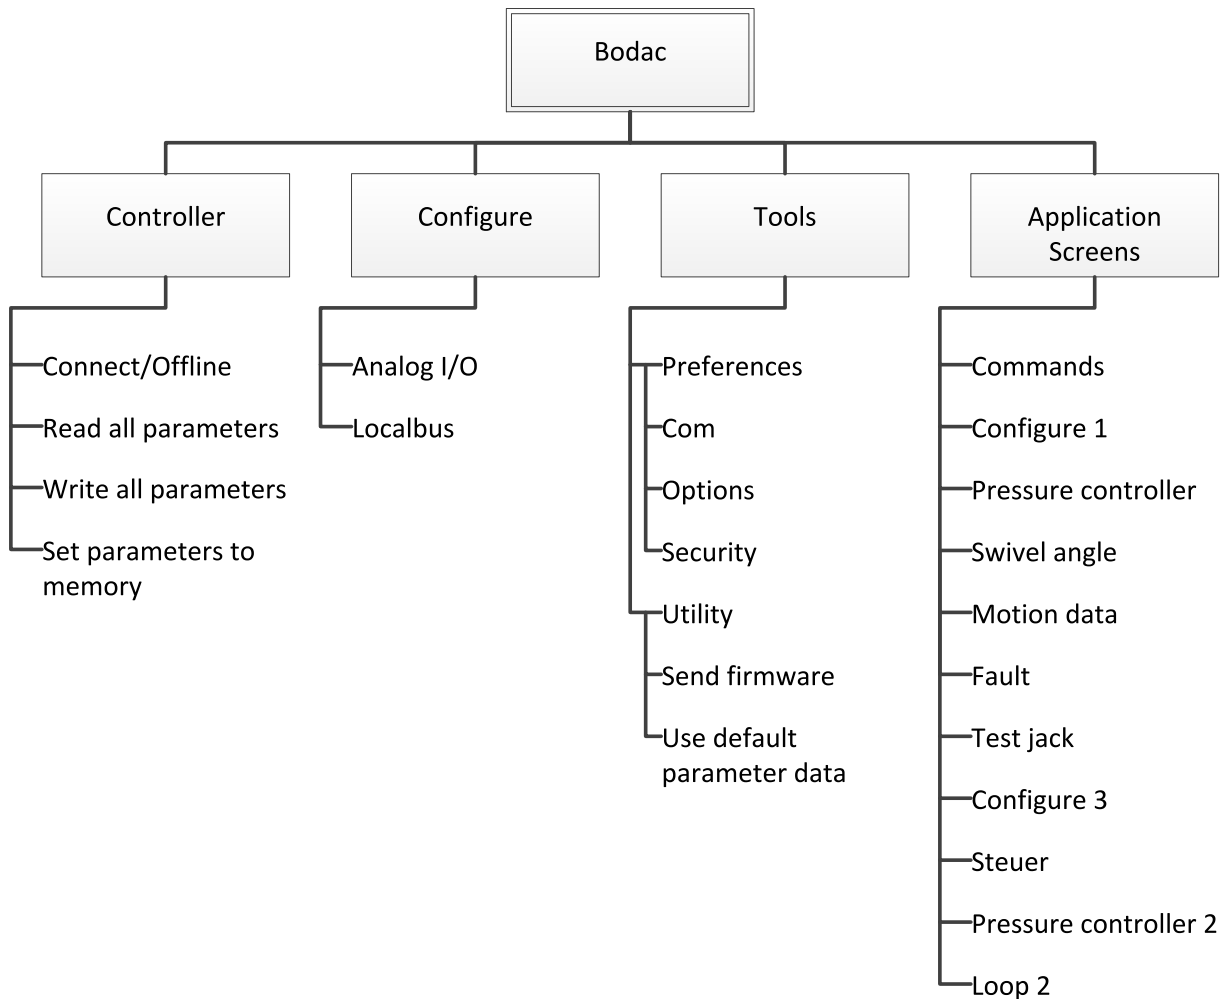 Bodac
Controller
Configure
Tools
Application
Screens
Connect/Offline
Read all parameters
Write all parameters
Set parameters to
memory
Analog I/O
Localbus
Preferences
Com
Options
Security
Utility
Send firmware
Use default
parameter data
Commands
Configure 1
Pressure controller
Swivel angle
Motion data
Fault
Test jack
Configure 3
Steuer
Pressure controller 2
Loop 2